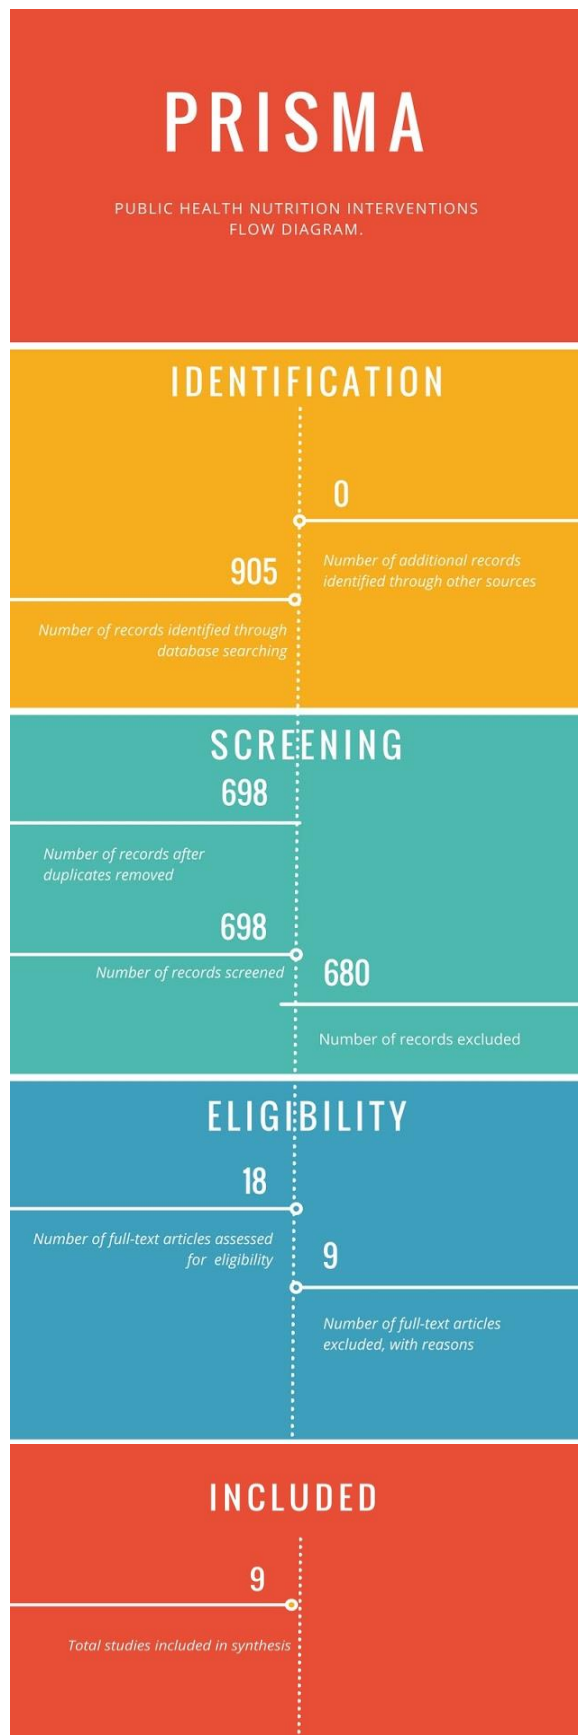 PRISMA
PUBLIC HEALTH NUTRITION INTERVENTIONS
FLOW DIAGRAM.
IDENTIFICATION
0
Number of additional records
identified through other sources
905
Number of records identified through
database searching
SCREENING
698
Number of records after
duplicates removed
698
Number of records screened
680
Number of records excluded
ELIGIBILITY
18
Number of full-text articles assessed
for eligibility
9
Number of full-text articles
excluded, with reasons
INCLUDED
9
Total studies included in synthesis